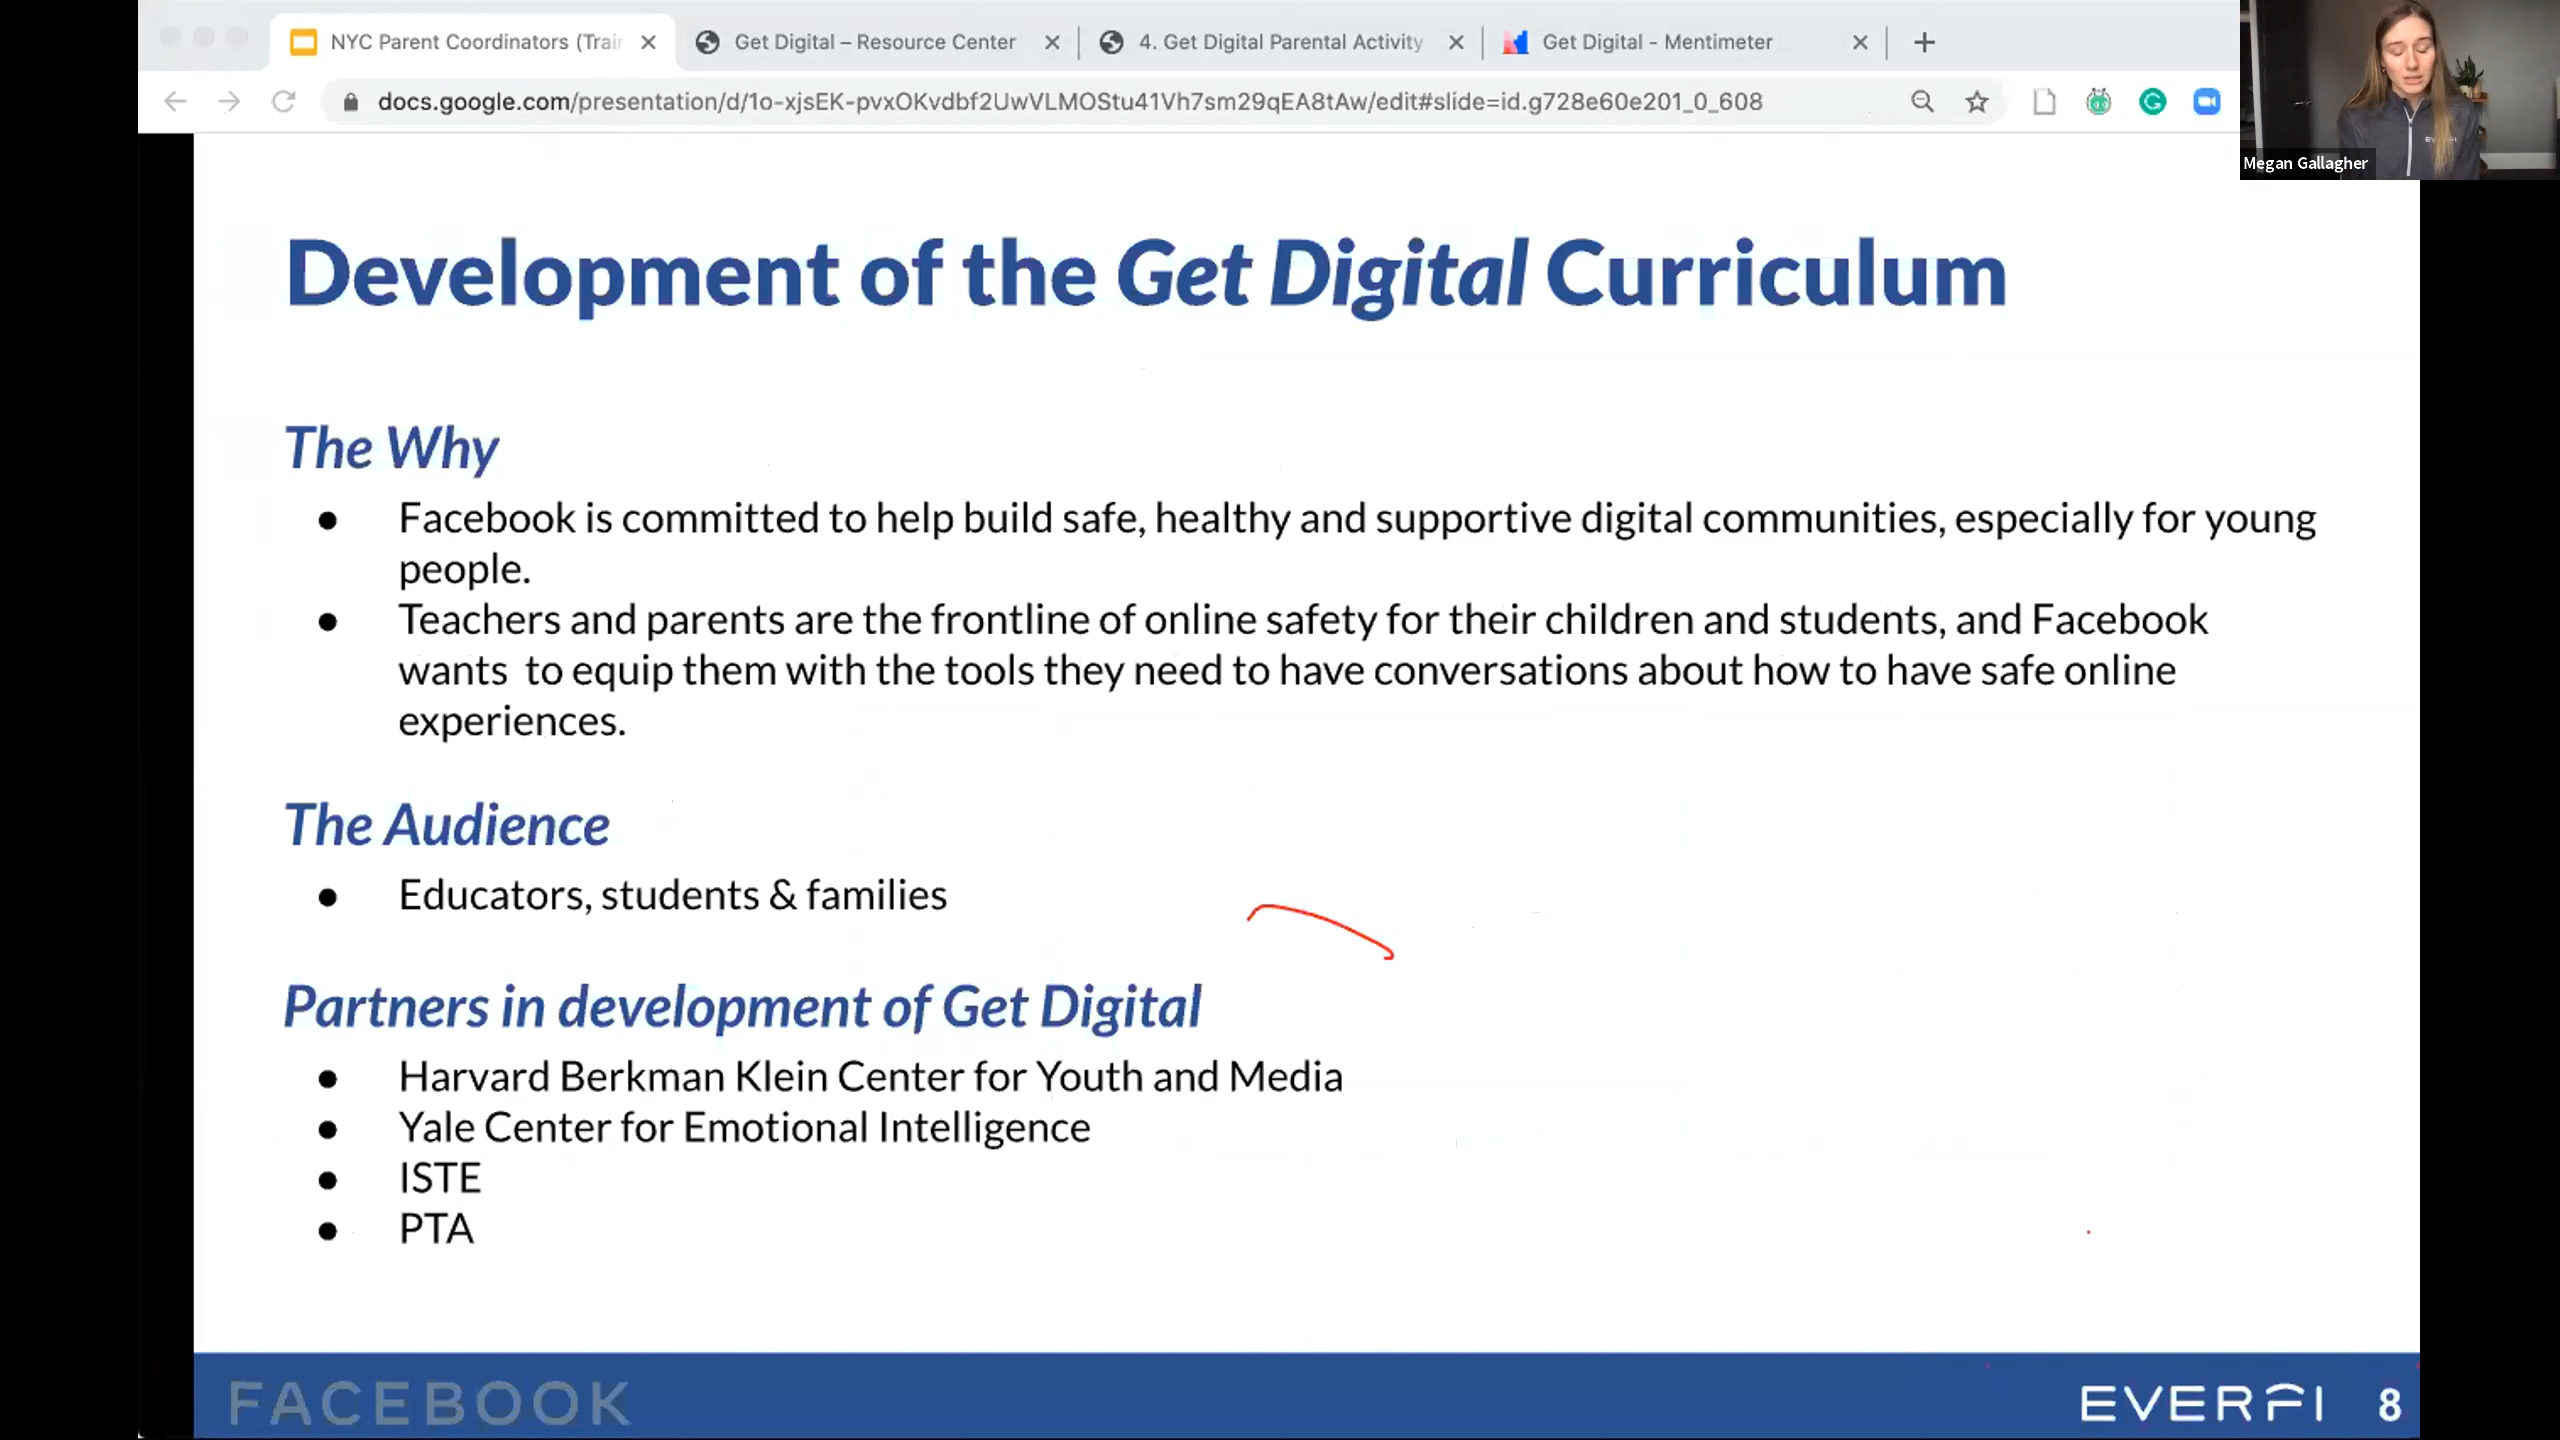 NYC Parent Coordinators (Trair
Get Digital – Resource Center
4. Get Digital Parental Activity
Get Digital - Mentimeter
docs.google.com/presentation/d/1o-xjsEK-pvxOKvdbf2UwVLMOStu41Vh7sm29qEA8tAw/edit#slide=id.g728e60e201_0_608
EVERFI
Megan Gallagher
Development of the Get Digital Curriculum
The Why
● Facebook is committed to help build safe, healthy and supportive digital communities, especially for young
people.
● Teachers and parents are the frontline of online safety for their children and students, and Facebook
wants to equip them with the tools they need to have conversations about how to have safe online
experiences.
The Audience
● Educators, students & families
Partners in development of Get Digital
● Harvard Berkman Klein Center for Youth and Media
● Yale Center for Emotional Intelligence
● ISTE
● PTA
FACEBOOK
EVERFI 8